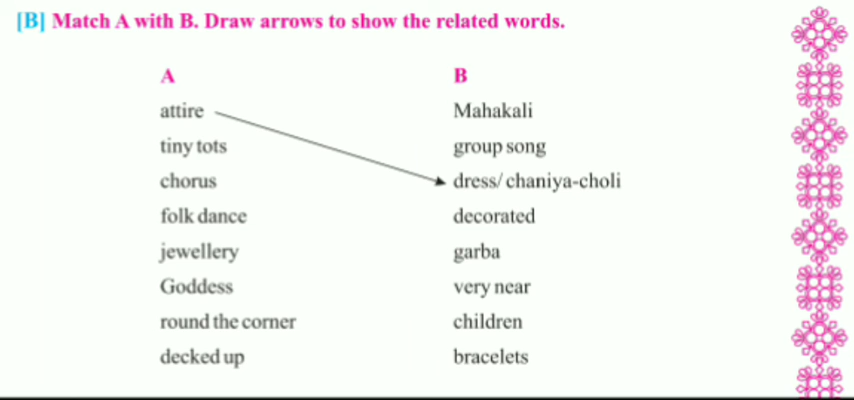 [B] Match A with B. Draw arrows to show the related words.
A B
attire Mahakali
tiny tots group song
chorus dress/ chaniya-choli
folk dance decorated
jewellery garba
Goddess very near
round the corner children
decked up bracelets